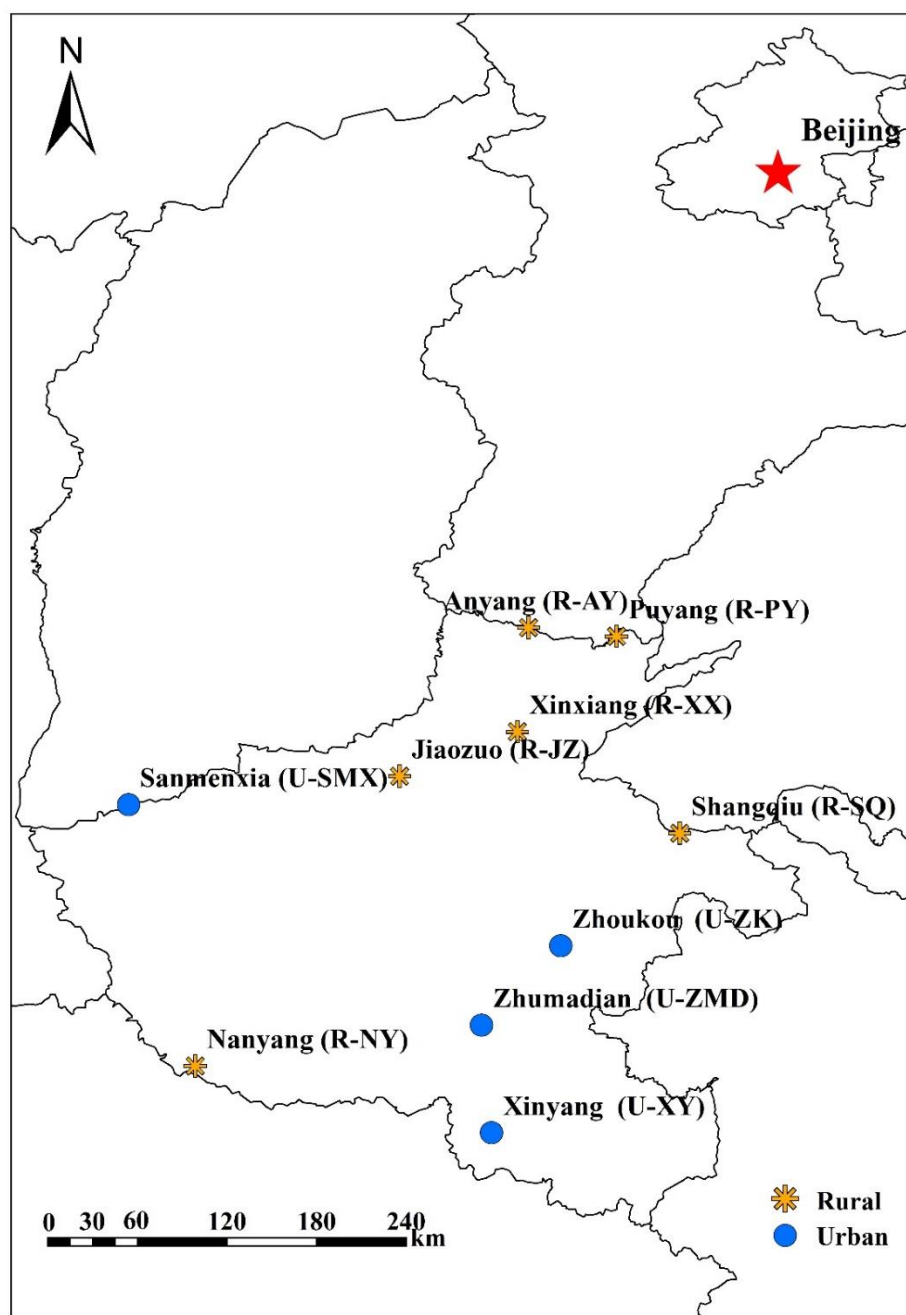 N
Beijing
Anyang (R-AY)
Puyang (R-PY)
Xinxiang (R-XX)
Jiaozuo (R-JZ)
Sanmenxia (U-SMX)
Shangqiu (R-SQ)
Zhoukou (U-ZK)
Zhumadian (U-ZMD)
Nanyang (R-NY)
Xinyang (U-XY)
Rural
Urban
0 30 60 120 180 240
km